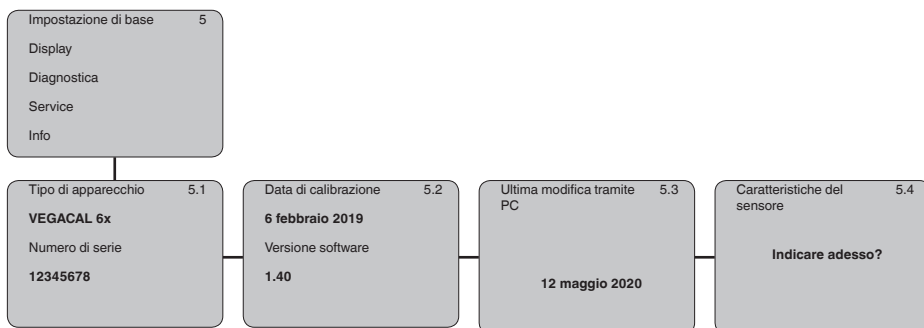 Impostazione di base 5
Display
Diagnostica
Service
Info
Tipo di apparecchio 5.1
VEGACAL 6x
Numero di serie
12345678
Data di calibrazione 5.2
6 febbraio 2019
Versione software
1.40
Ultima modifica tramite 5.3
PC
12 maggio 2020
Caratteristiche del 5.4
sensore
Indicare adesso?